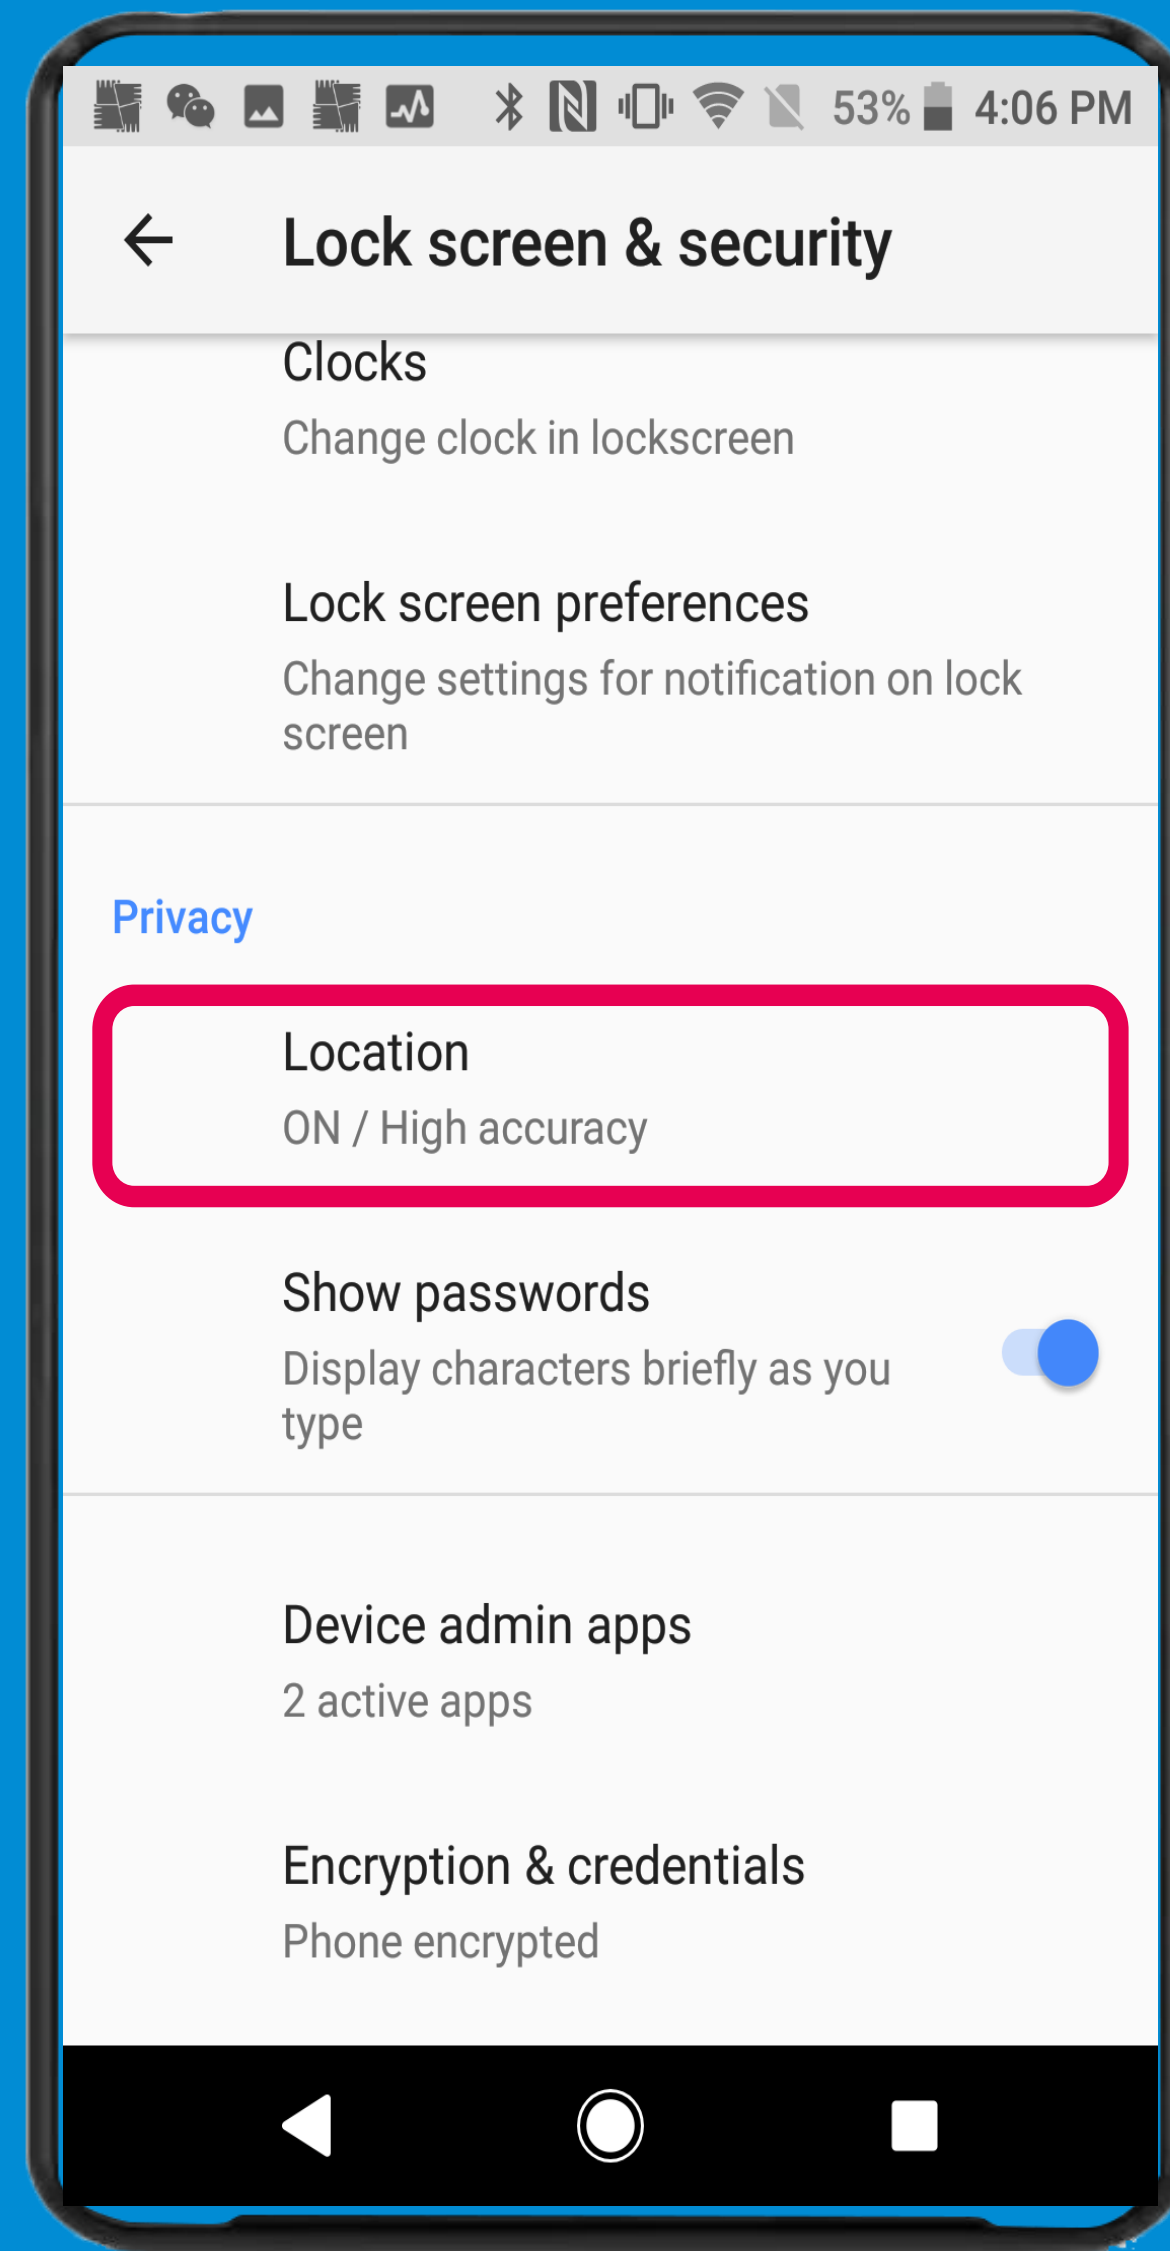 53% 4:06 PM
Lock screen & security
Clocks
Change clock in lockscreen
Lock screen preferences
Change settings for notification on lock
screen
Privacy
Location
ON / High accuracy
Show passwords
Display characters briefly as you
type
Device admin apps
2 active apps
Encryption & credentials
Phone encrypted